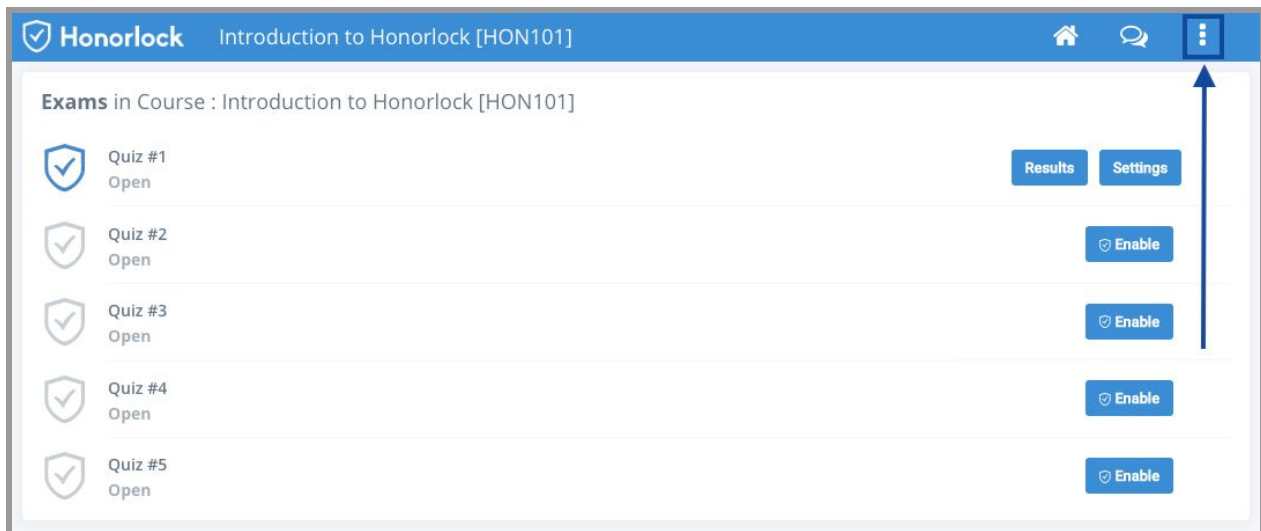 Honorlock Introduction to Honorlock [HON101]
Exams in Course : Introduction to Honorlock [HON101]
Quiz #1
Open
Results Settings
Quiz #2
Open
Enable
Quiz #3
Open
Enable
Quiz #4
Open
Enable
Quiz #5
Open
Enable